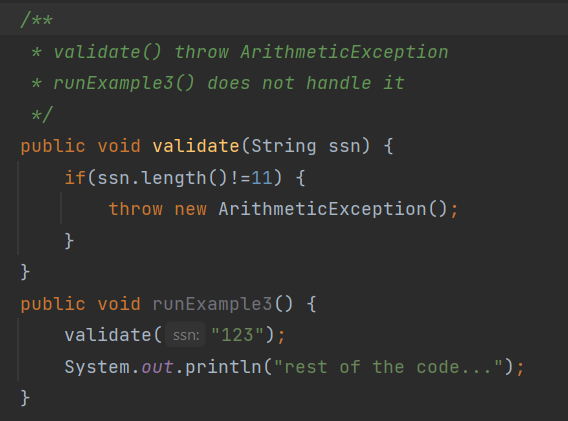 /**
 * validate() throw ArithmeticException
 * runExample3() does not handle it
 */
public void validate(String ssn) {
    if(ssn.length()!=11) {
        throw new ArithmeticException();
    }
}
public void runExample3() {
    validate( ssn: "123");
    System.out.println("rest of the code...");
}